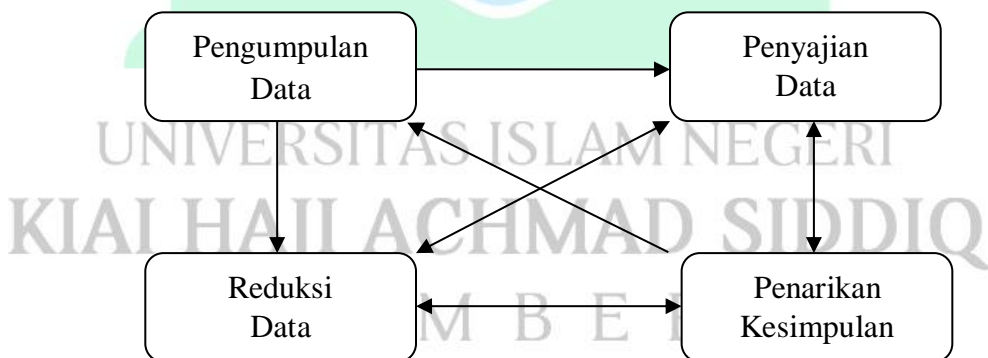 Pengumpulan
Data
Penyajian
Data
UNIVERSITAS ISLAM NEGERI
KIAI HAJI ACHMAD SIDDIQ
Reduksi
Data
Penarikan
Kesimpulan